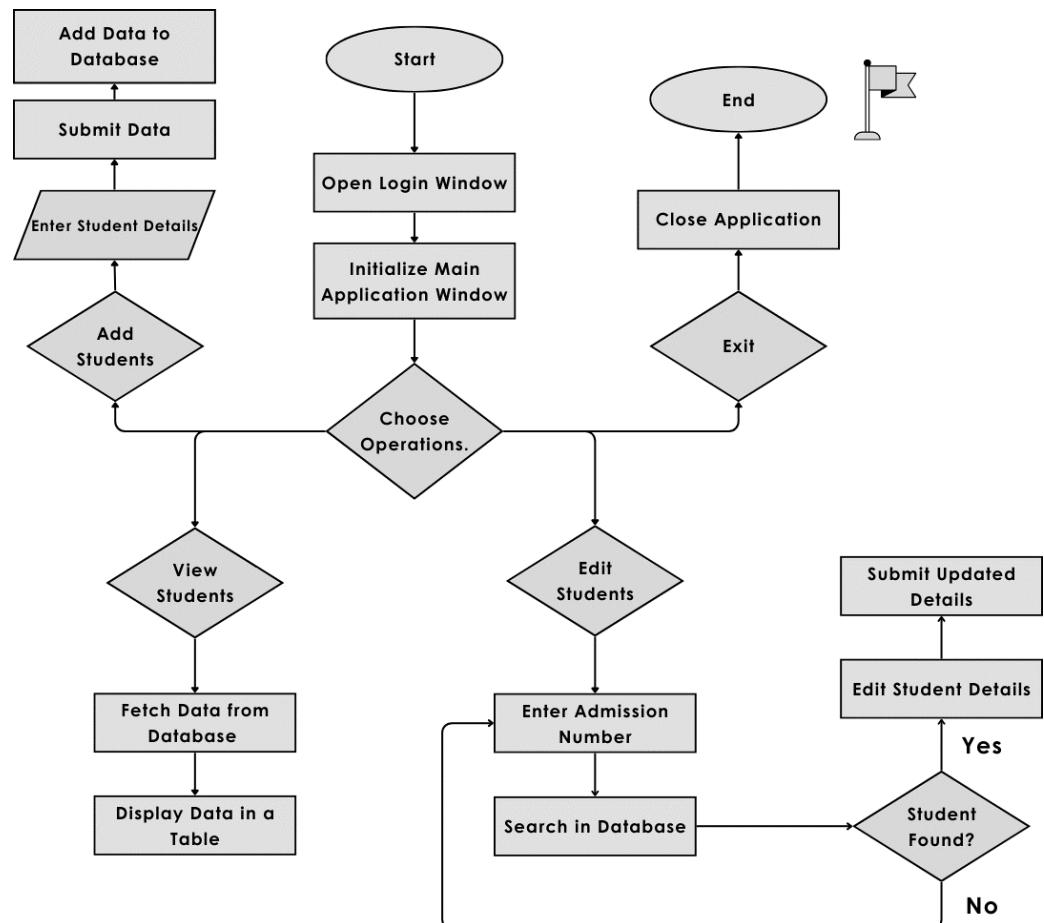 Add Data to
Database
Submit Data
Enter Student Details
Add
Students
Start
Open Login Window
Initialize Main
Application Window
Choose
Operations.
End
Close Application
Exit
View
Students
Fetch Data from
Database
Display Data in a
Table
Edit
Students
Enter Admission
Number
Search in Database
Submit Updated
Details
Edit Student Details
Yes
Student
Found?
No